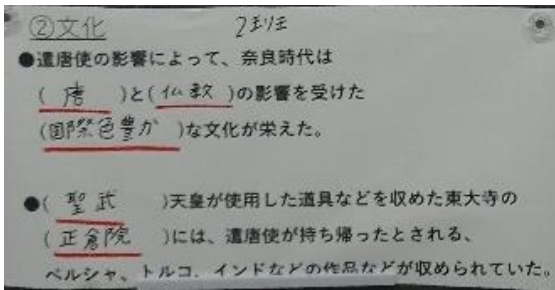 ②文化 2班
●遣唐使の影響によって、奈良時代は
(唐)と(仏教)の影響を受けた
(国際色豊か)な文化が栄えた。
●(聖武)天皇が使用した道具などを収めた東大寺の
(正倉院)には、遣唐使が持ち帰ったとされる、
ペルシャ、トルコ、インドなどの作品などが収められていた。